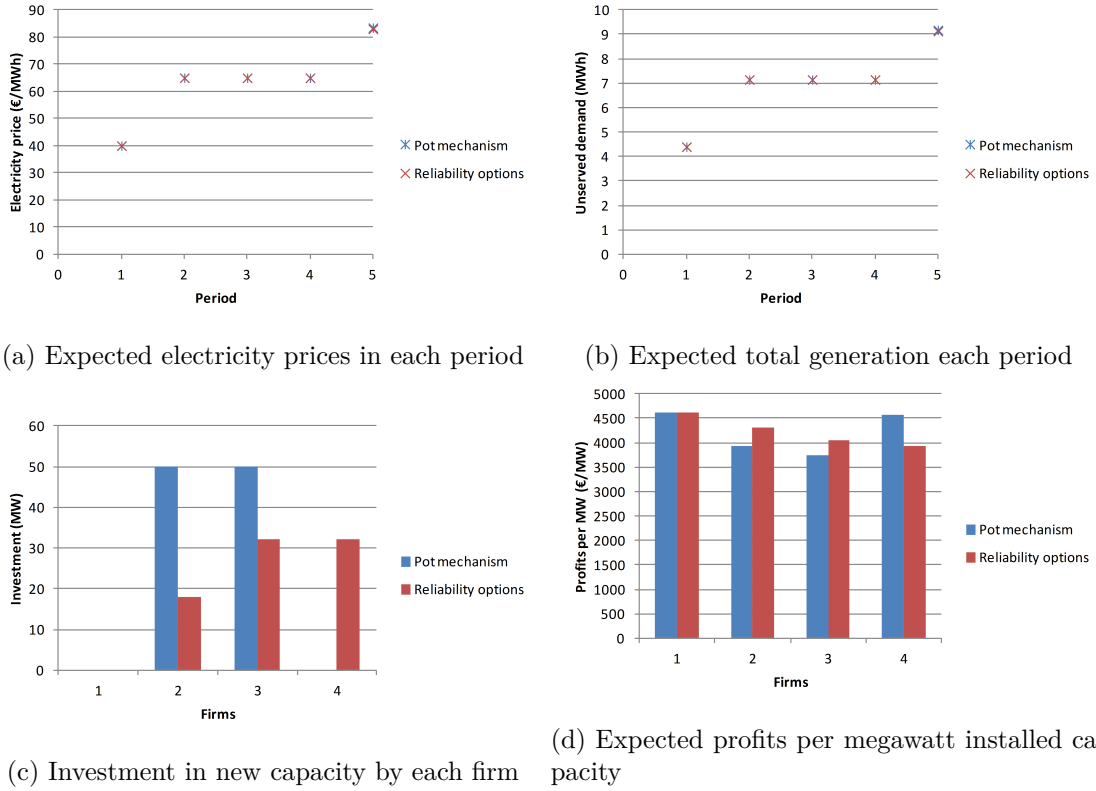 90
80
70
60
50
40
30
20
10
0
0 1 2 3 4 5
Electricity price (€/MWh)
Period
Pot mechanism
Reliability options
(a) Expected electricity prices in each period
10
9
8
7
6
5
4
3
2
1
0
0 1 2 3 4 5
Unserved demand (MWh)
Period
Pot mechanism
Reliability options
(b) Expected total generation each period
60
50
40
30
20
10
0
1 2 3 4
Investment (MW)
Firms
Pot mechanism
Reliability options
(c) Investment in new capacity by each firm
5000
4500
4000
3500
3000
2500
2000
1500
1000
500
0
1 2 3 4
Profits per MW (€/MW)
Firms
Pot mechanism
Reliability options
(d) Expected profits per megawatt installed ca
pacity